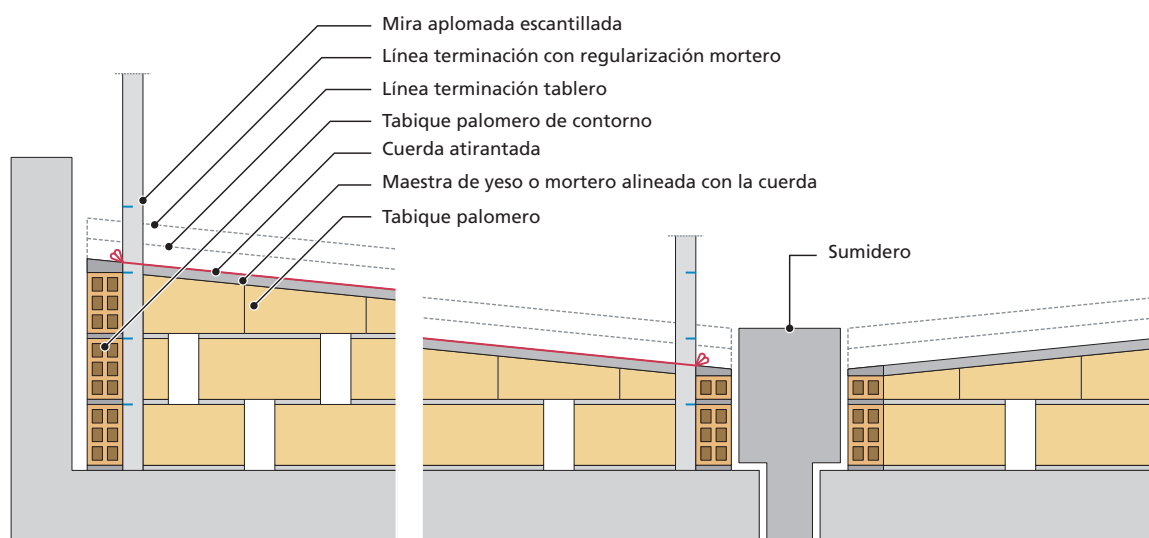 Mira aplomada escantillada
Línea terminación con regularización mortero
Línea terminación tablero
Tabique palomero de contorno
Cuerda atirantada
Maestra de yeso o mortero alineada con la cuerda
Tabique palomero
Sumidero